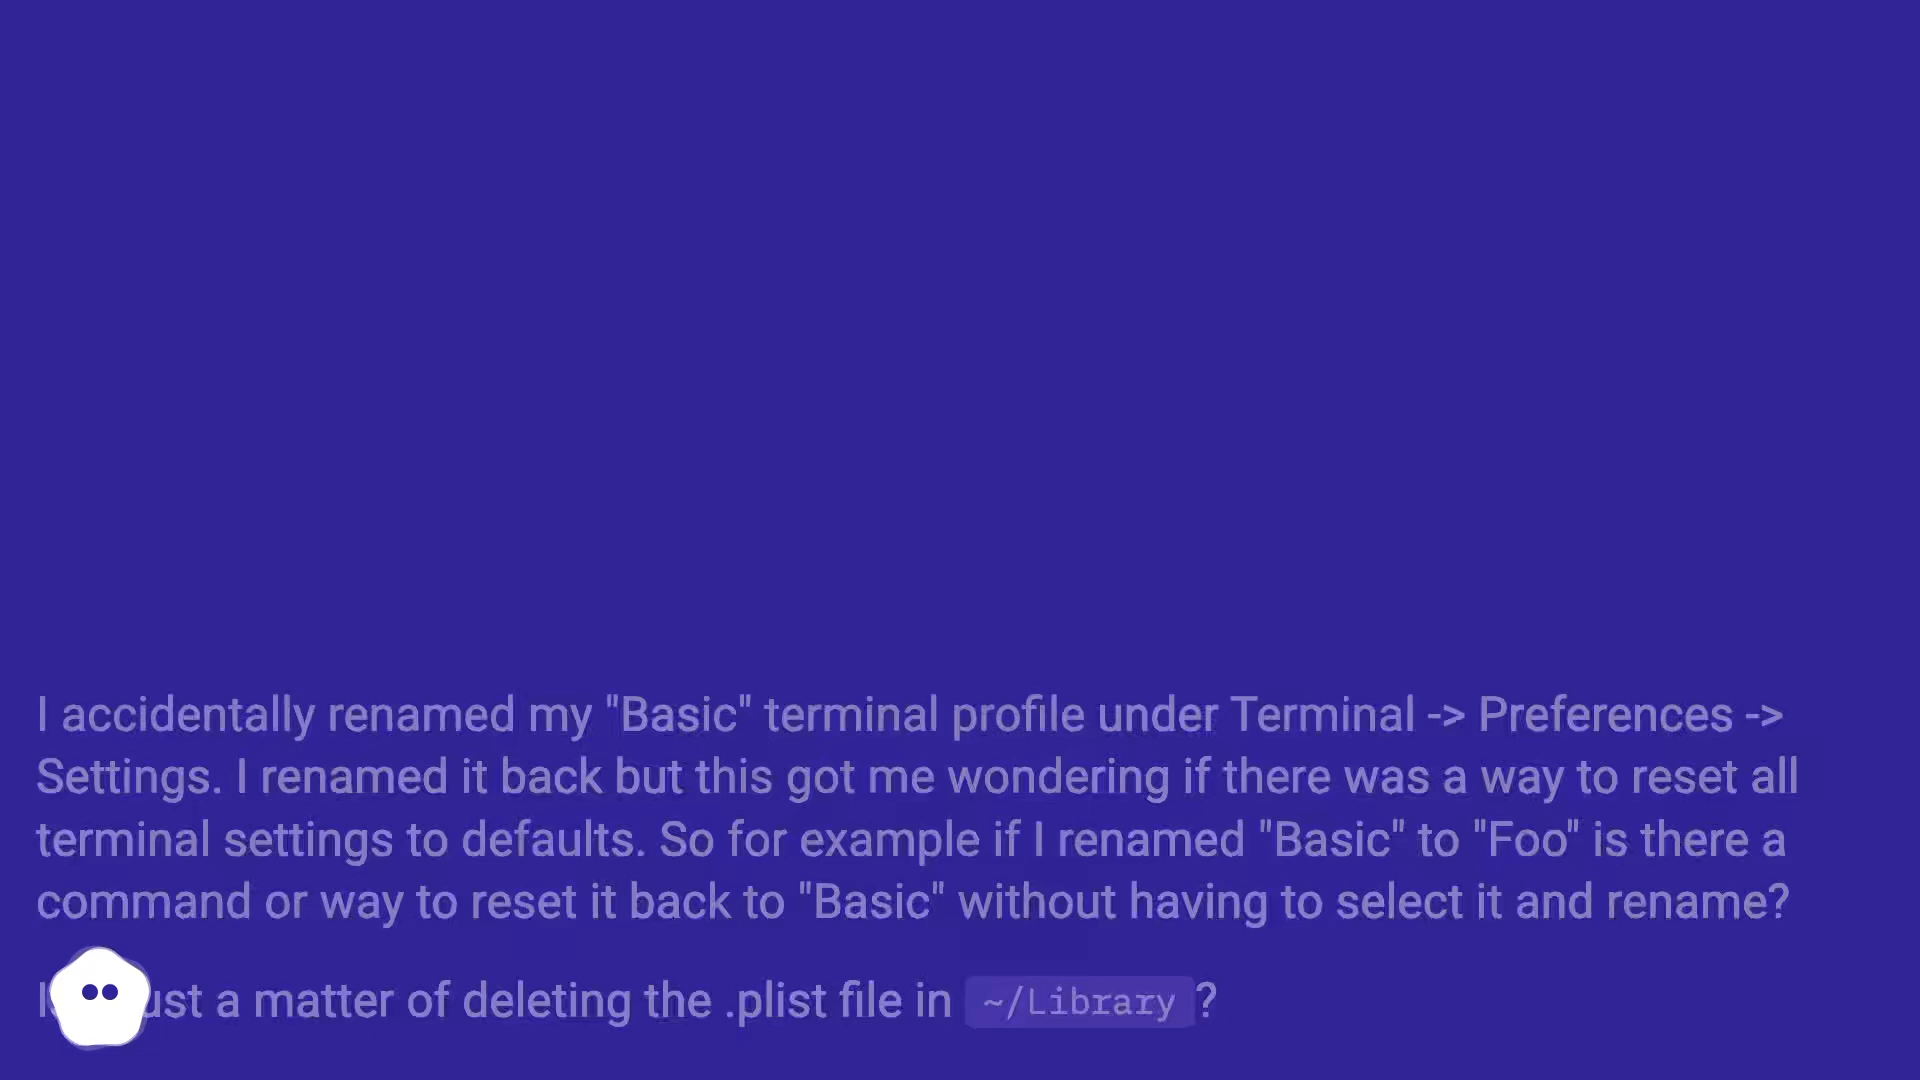 I accidentally renamed my "Basic" terminal profile under Terminal -> Preferences ->
Settings. I renamed it back but this got me wondering if there was a way to reset all
terminal settings to defaults. So for example if I renamed "Basic" to "Foo" is there a
command or way to reset it back to "Basic" without having to select it and rename?
a matter of deleting the .plist file in ~/Library?